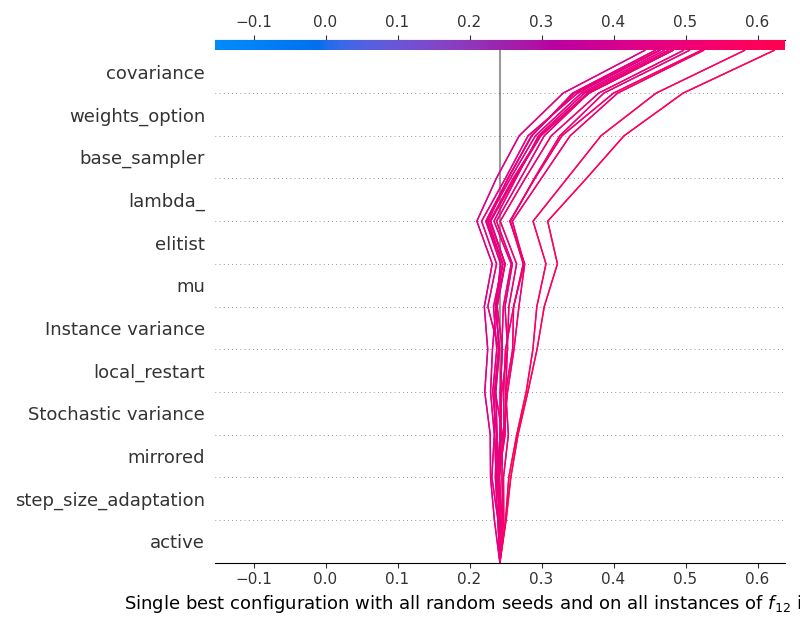 −0.1 0.0 0.1 0.2 0.3 0.4 0.5 0.6
covariance
weights_option
base_sampler
lambda_
elitist
mu
Instance variance
local_restart
Stochastic variance
mirrored
step_size_adaptation
active
−0.1 0.0 0.1 0.2 0.3 0.4 0.5 0.6
Single best configuration with all random seeds and on all instances of f12 i